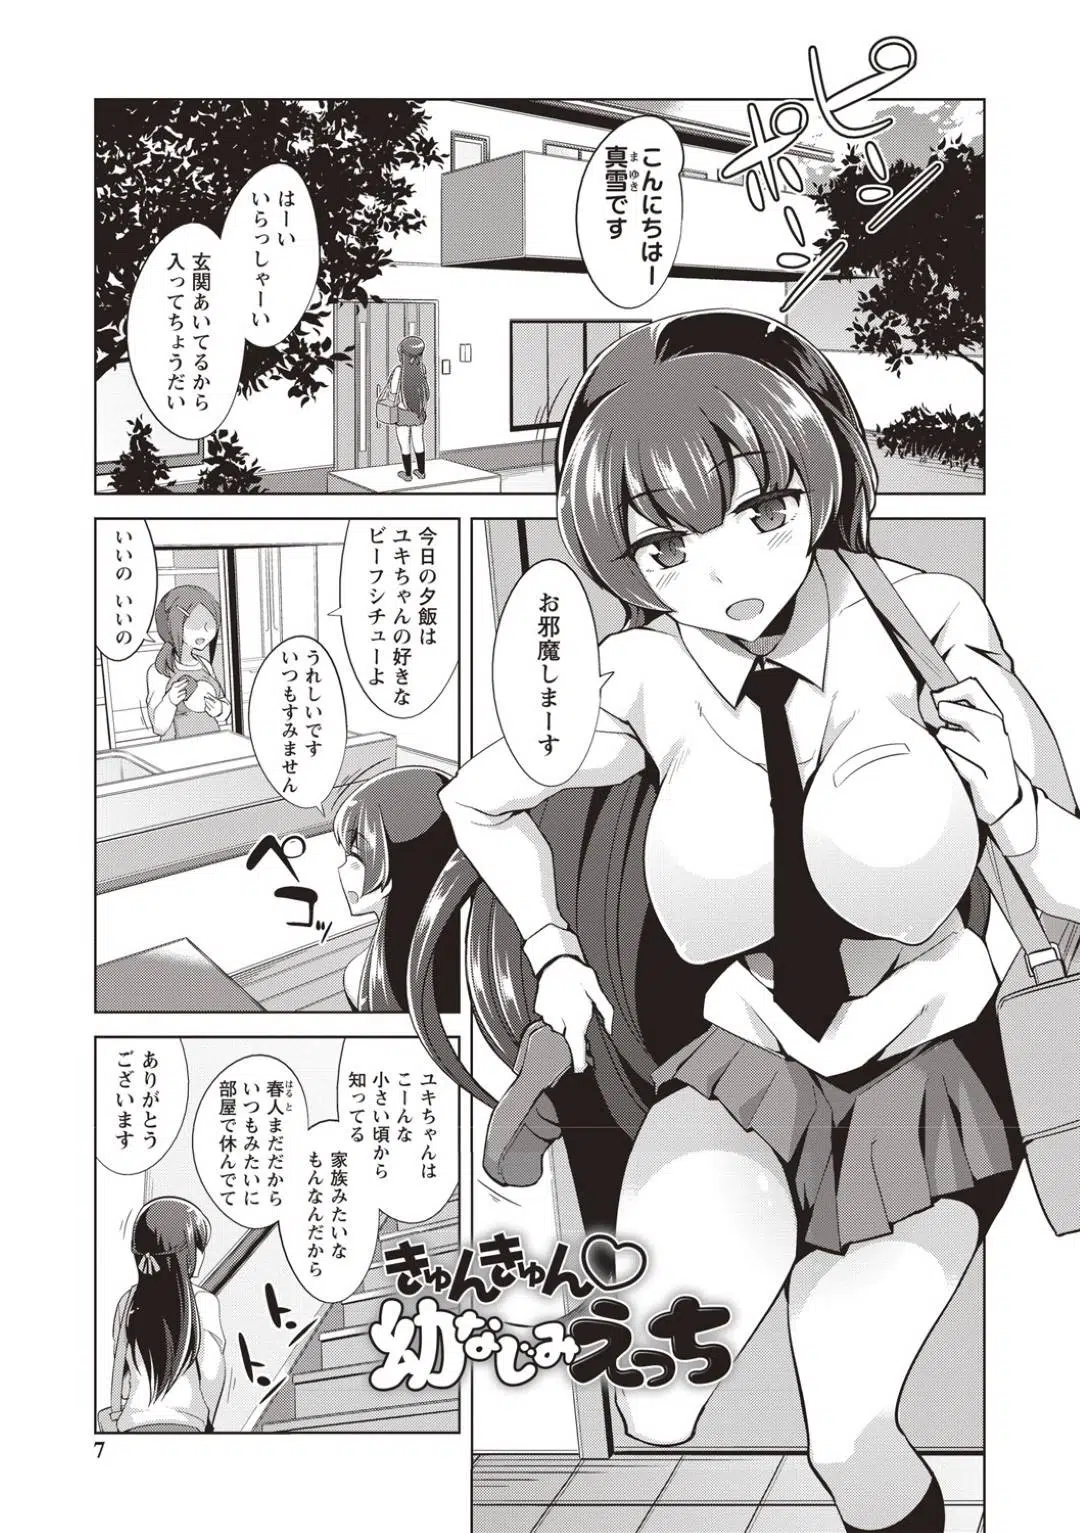 ピ
ン
ポ
ー
ン
こんにちはー
真雪です
まゆき
はーい
いらっしゃーい
玄関あいてるから
入ってちょうだい
お邪魔しまーす
今日の夕飯は
ユキちゃんの好きな
ビーフシチューよ
うれしいです
いつもすみません
いいの いいの
ペコッ
ユキちゃんは
こーんな
小さい頃から
知ってる
家族みたいな
もんなんだから
春人まだだから
はると
いつもみたいに
部屋で休んでて
ありがとう
ございます
トン
トン
きゅんきゅん♡
幼なじみえっち
7